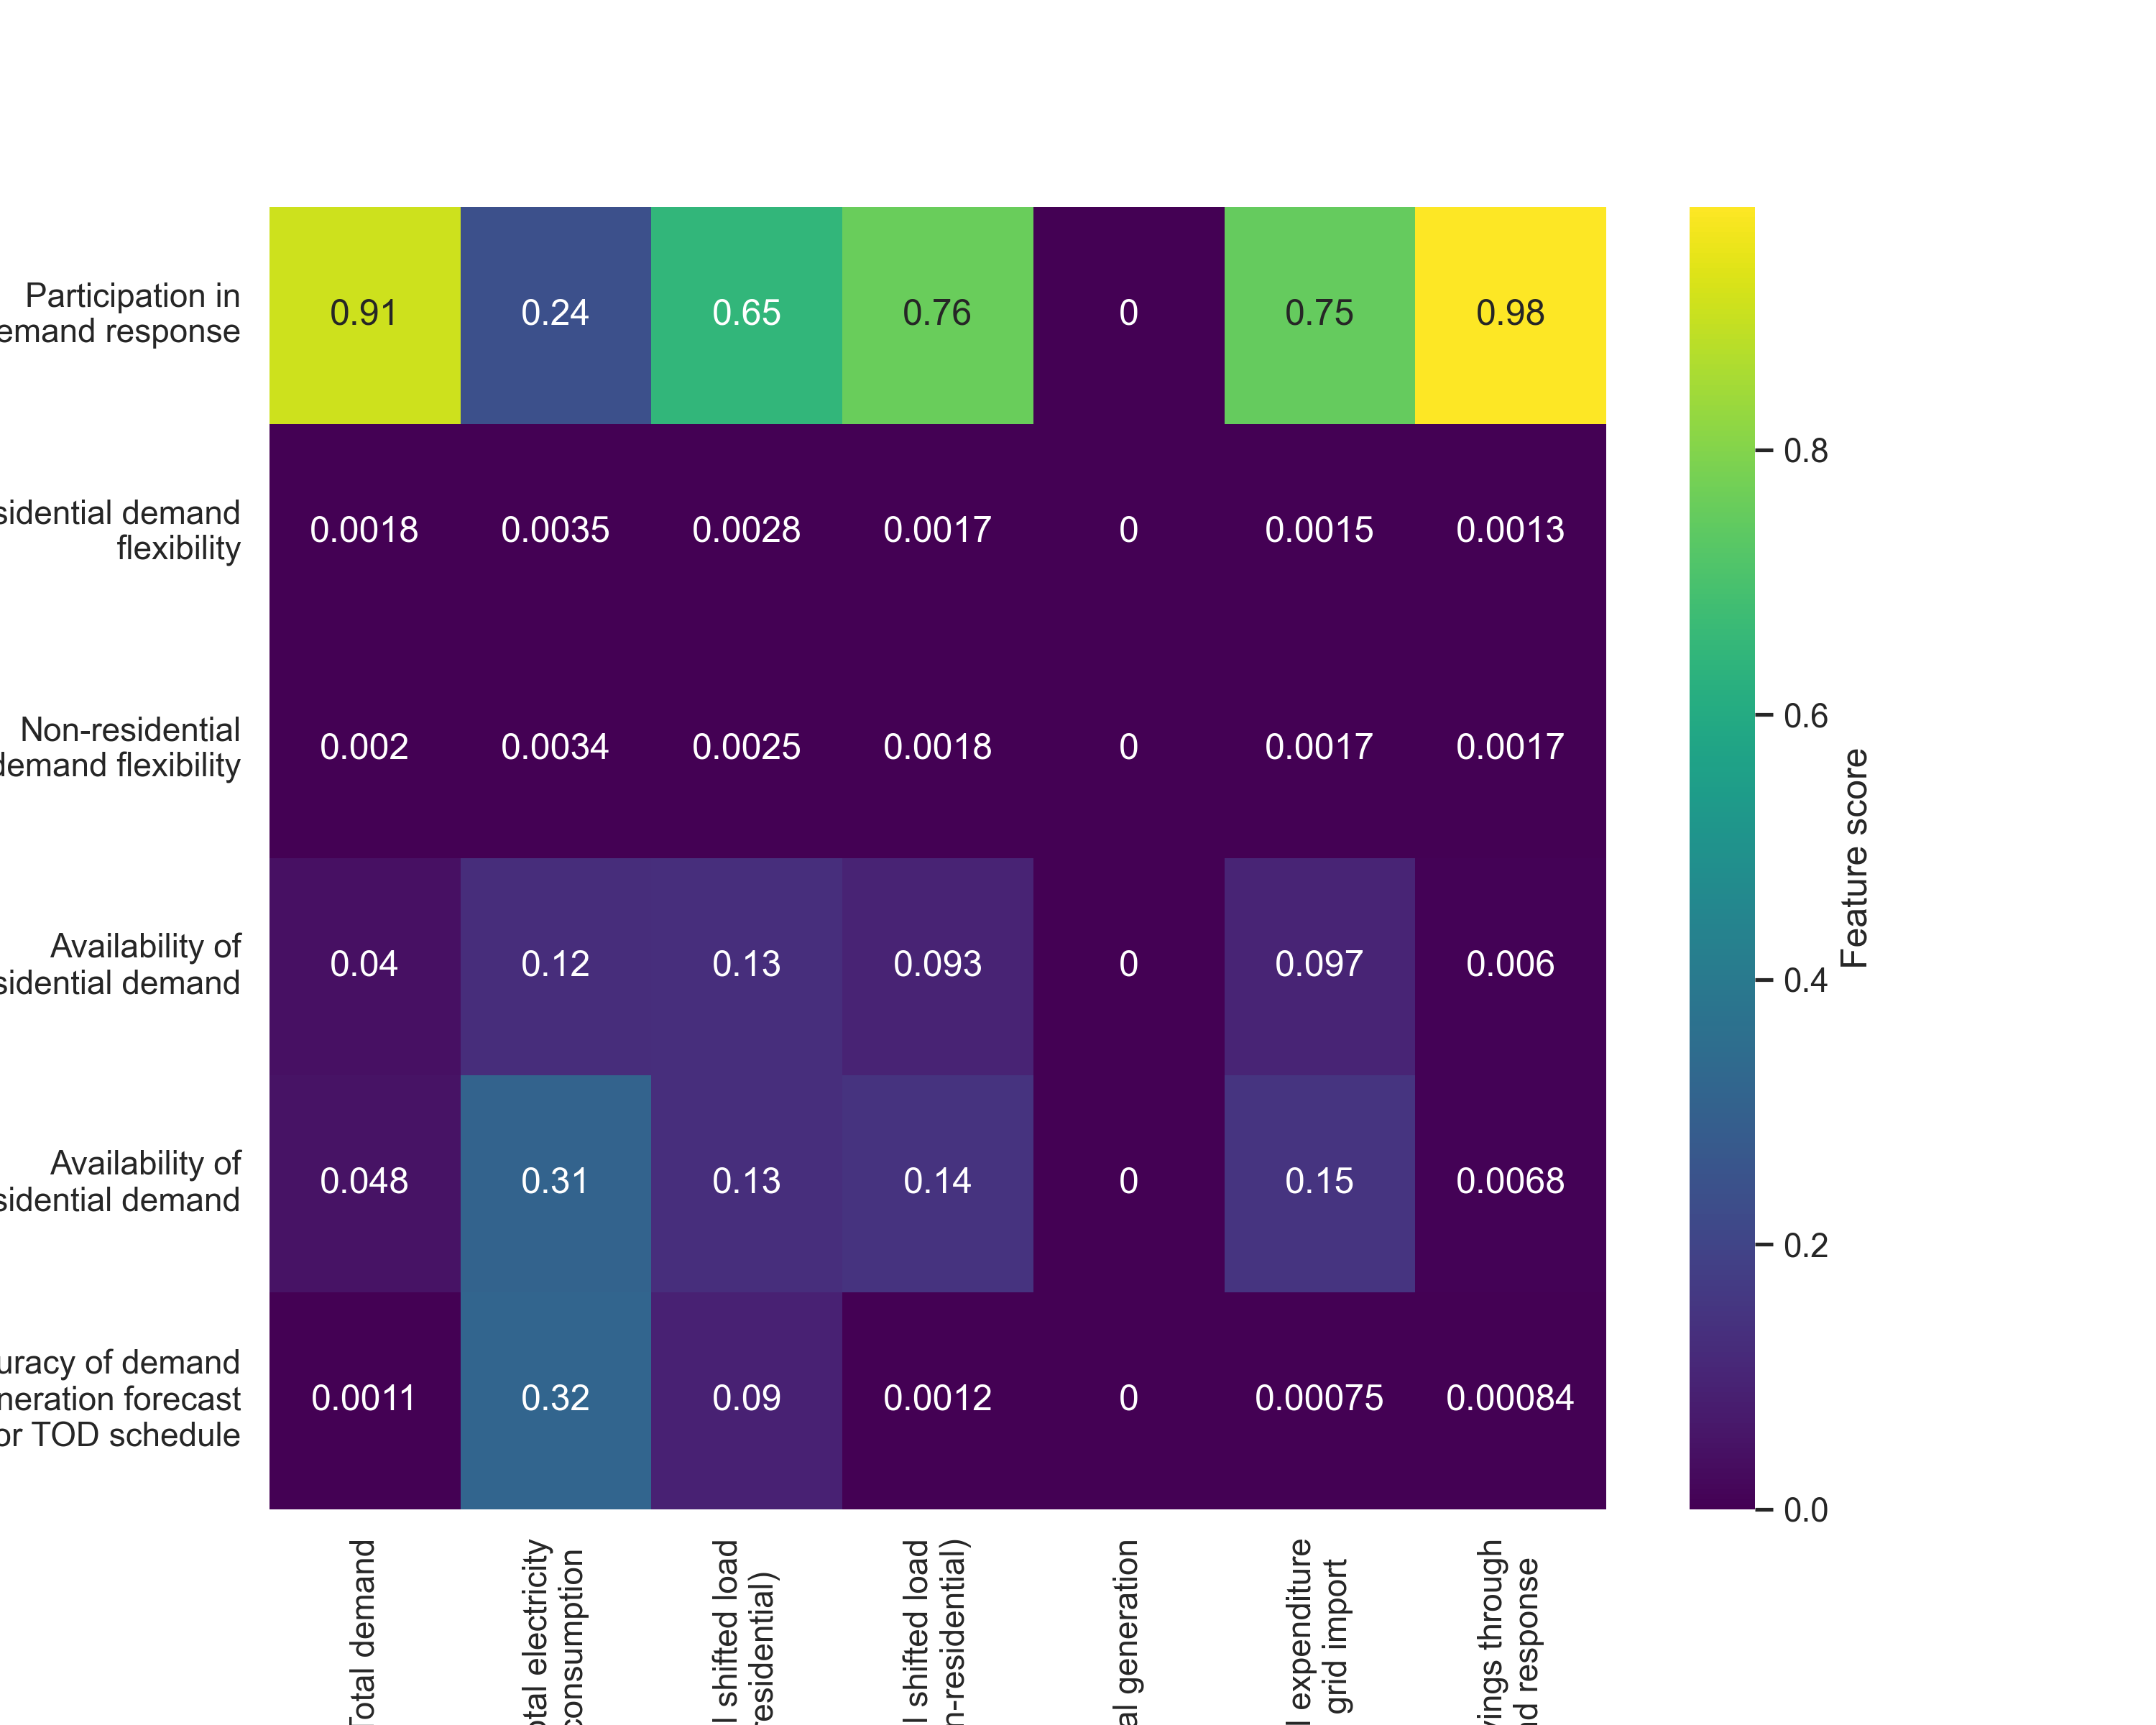 Participation in
emand response
0.91 0.24 0.65 0.76 0 0.75 0.98
sidential demand
flexibility
0.0018 0.0035 0.0028 0.0017 0 0.0015 0.0013
Non-residential
demand flexibility
0.002 0.0034 0.0025 0.0018 0 0.0017 0.0017
Availability of
sidential demand
0.04 0.12 0.13 0.093 0 0.097 0.006
Availability of
sidential demand
0.048 0.31 0.13 0.14 0 0.15 0.0068
uracy of demand
neration forecast
or TOD schedule
0.0011 0.32 0.09 0.0012 0 0.00075 0.00084
Total demand
otal electricity
consumption
l shifted load
residential)
l shifted load
n-residential)
al generation
l expenditure
grid import
vings through
nd response
0.8
0.6
0.4
0.2
0.0
Feature score